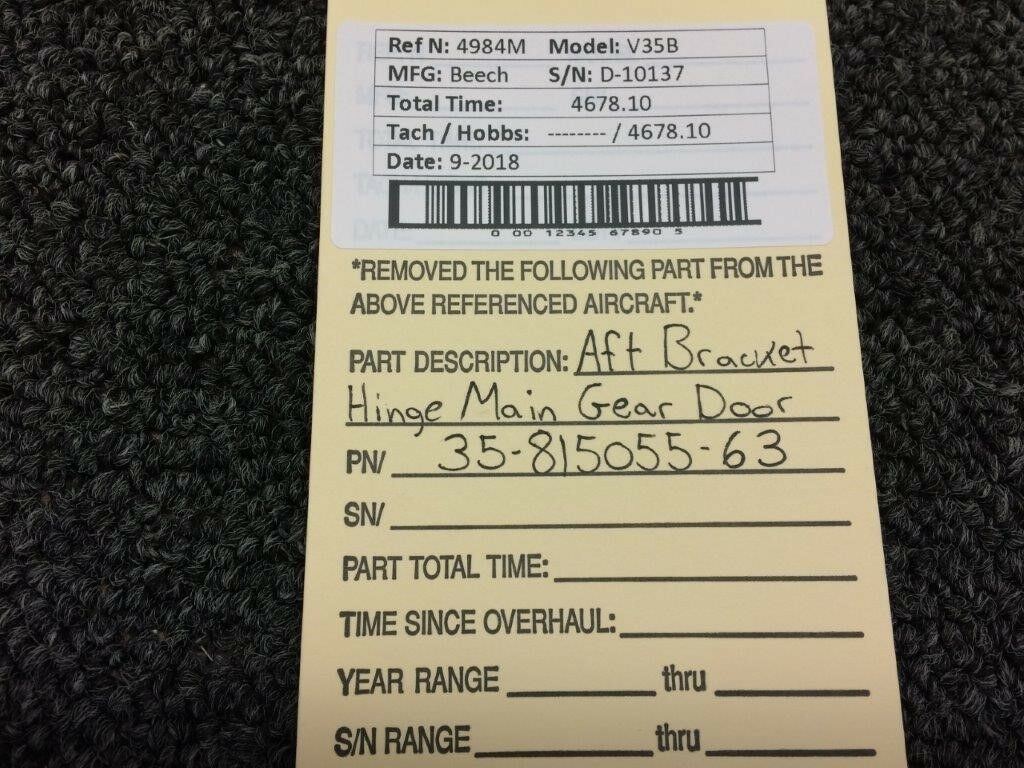 Ref N: 4984M Model: V35B
MFG: Beech S/N: D-10137
Total Time: 4678.10
Tach / Hobbs: -------- / 4678.10
Date: 9-2018
0 00 12345 67890 5
*REMOVED THE FOLLOWING PART FROM THE
ABOVE REFERENCED AIRCRAFT.*
PART DESCRIPTION: Aft Bracket
Hinge Main Gear Door
PN/ 35-815055-63
SN/
PART TOTAL TIME:
TIME SINCE OVERHAUL:
YEAR RANGE thru
S/N RANGE thru